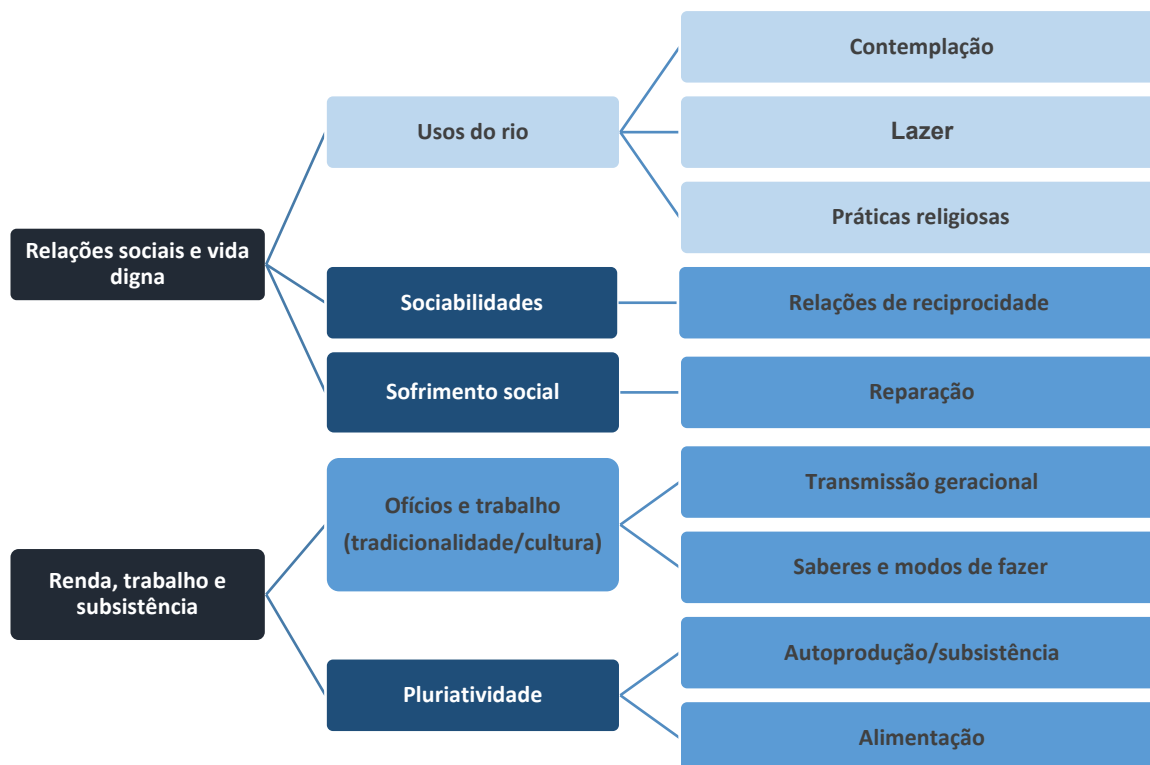 Relações sociais e vida
digna
Usos do rio
Contemplação
Lazer
Práticas religiosas
Sociabilidades
Relações de reciprocidade
Sofrimento social
Reparação
Renda, trabalho e
subsistência
Ofícios e trabalho
(tradicionalidade/cultura)
Transmissão geracional
Saberes e modos de fazer
Pluriatividade
Autoprodução/subsistência
Alimentação